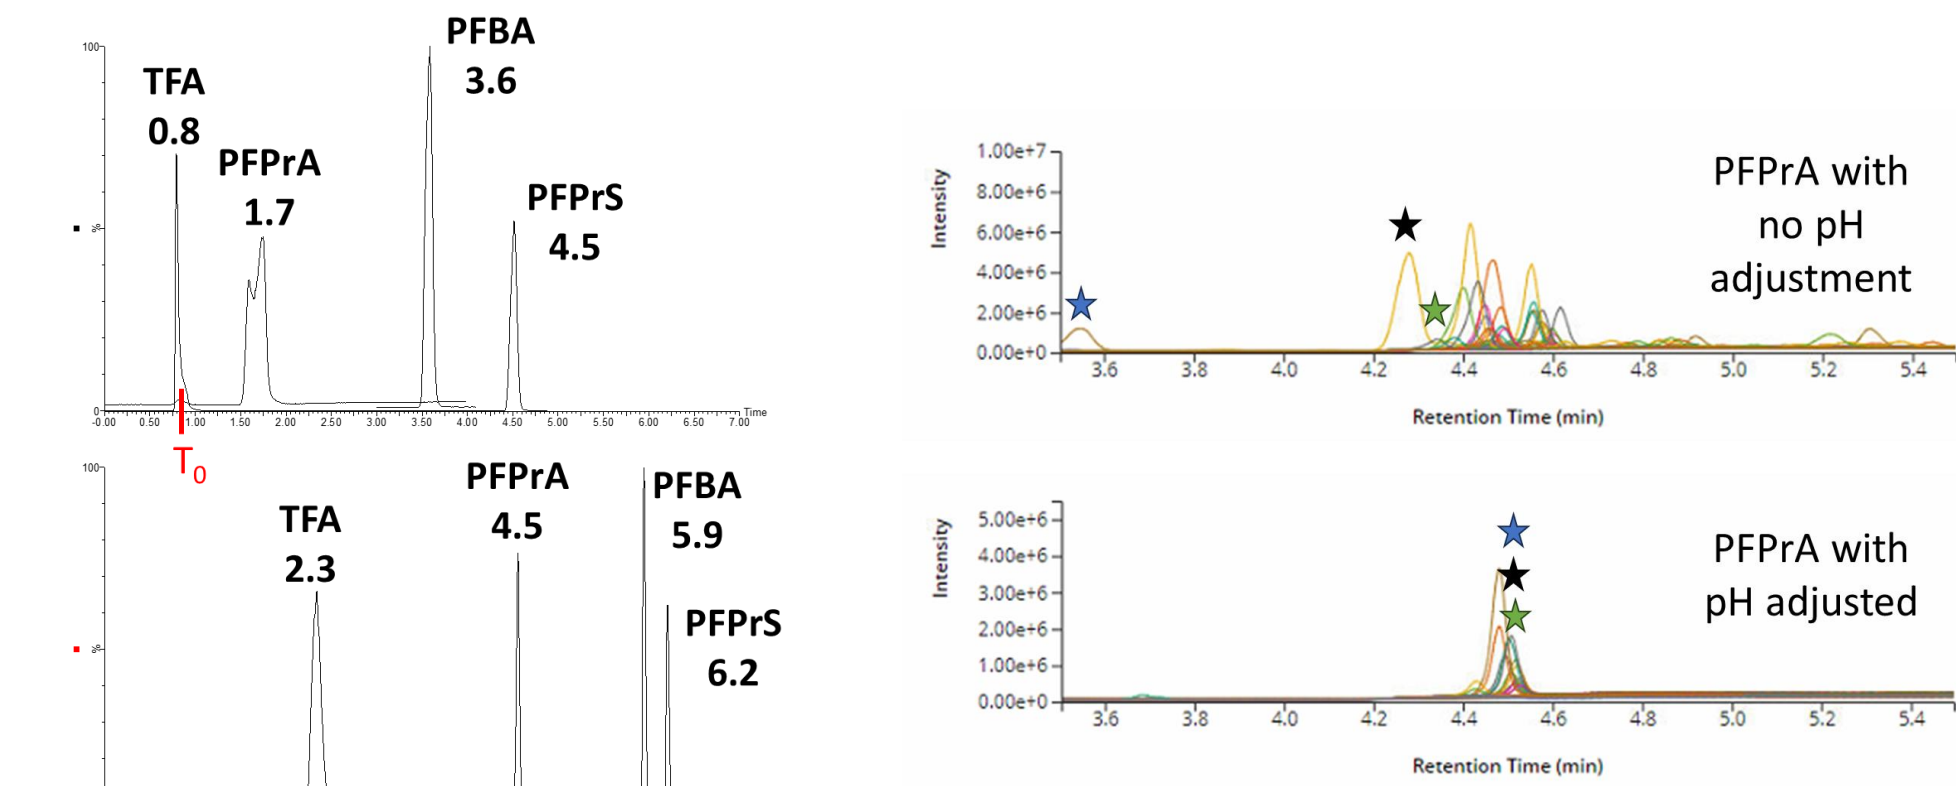 TFA
0.8
PFPrA
1.7
PFBA
3.6
PFPrS
4.5
100
%
0
-0.00 0.50 1.00 1.50 2.00 2.50 3.00 3.50 4.00 4.50 5.00 5.50 6.00 6.50 7.00
Time
T0
TFA
2.3
PFPrA
4.5
PFBA
5.9
PFPrS
6.2
100
%
Intensity
1.00e+7
8.00e+6
6.00e+6
4.00e+6
2.00e+6
0.00e+0
3.6 3.8 4.0 4.2 4.4 4.6 4.8 5.0 5.2 5.4
Retention Time (min)
PFPrA with
no pH
adjustment
Intensity
5.00e+6
4.00e+6
3.00e+6
2.00e+6
1.00e+6
0.00e+0
3.6 3.8 4.0 4.2 4.4 4.6 4.8 5.0 5.2 5.4
Retention Time (min)
PFPrA with
pH adjusted